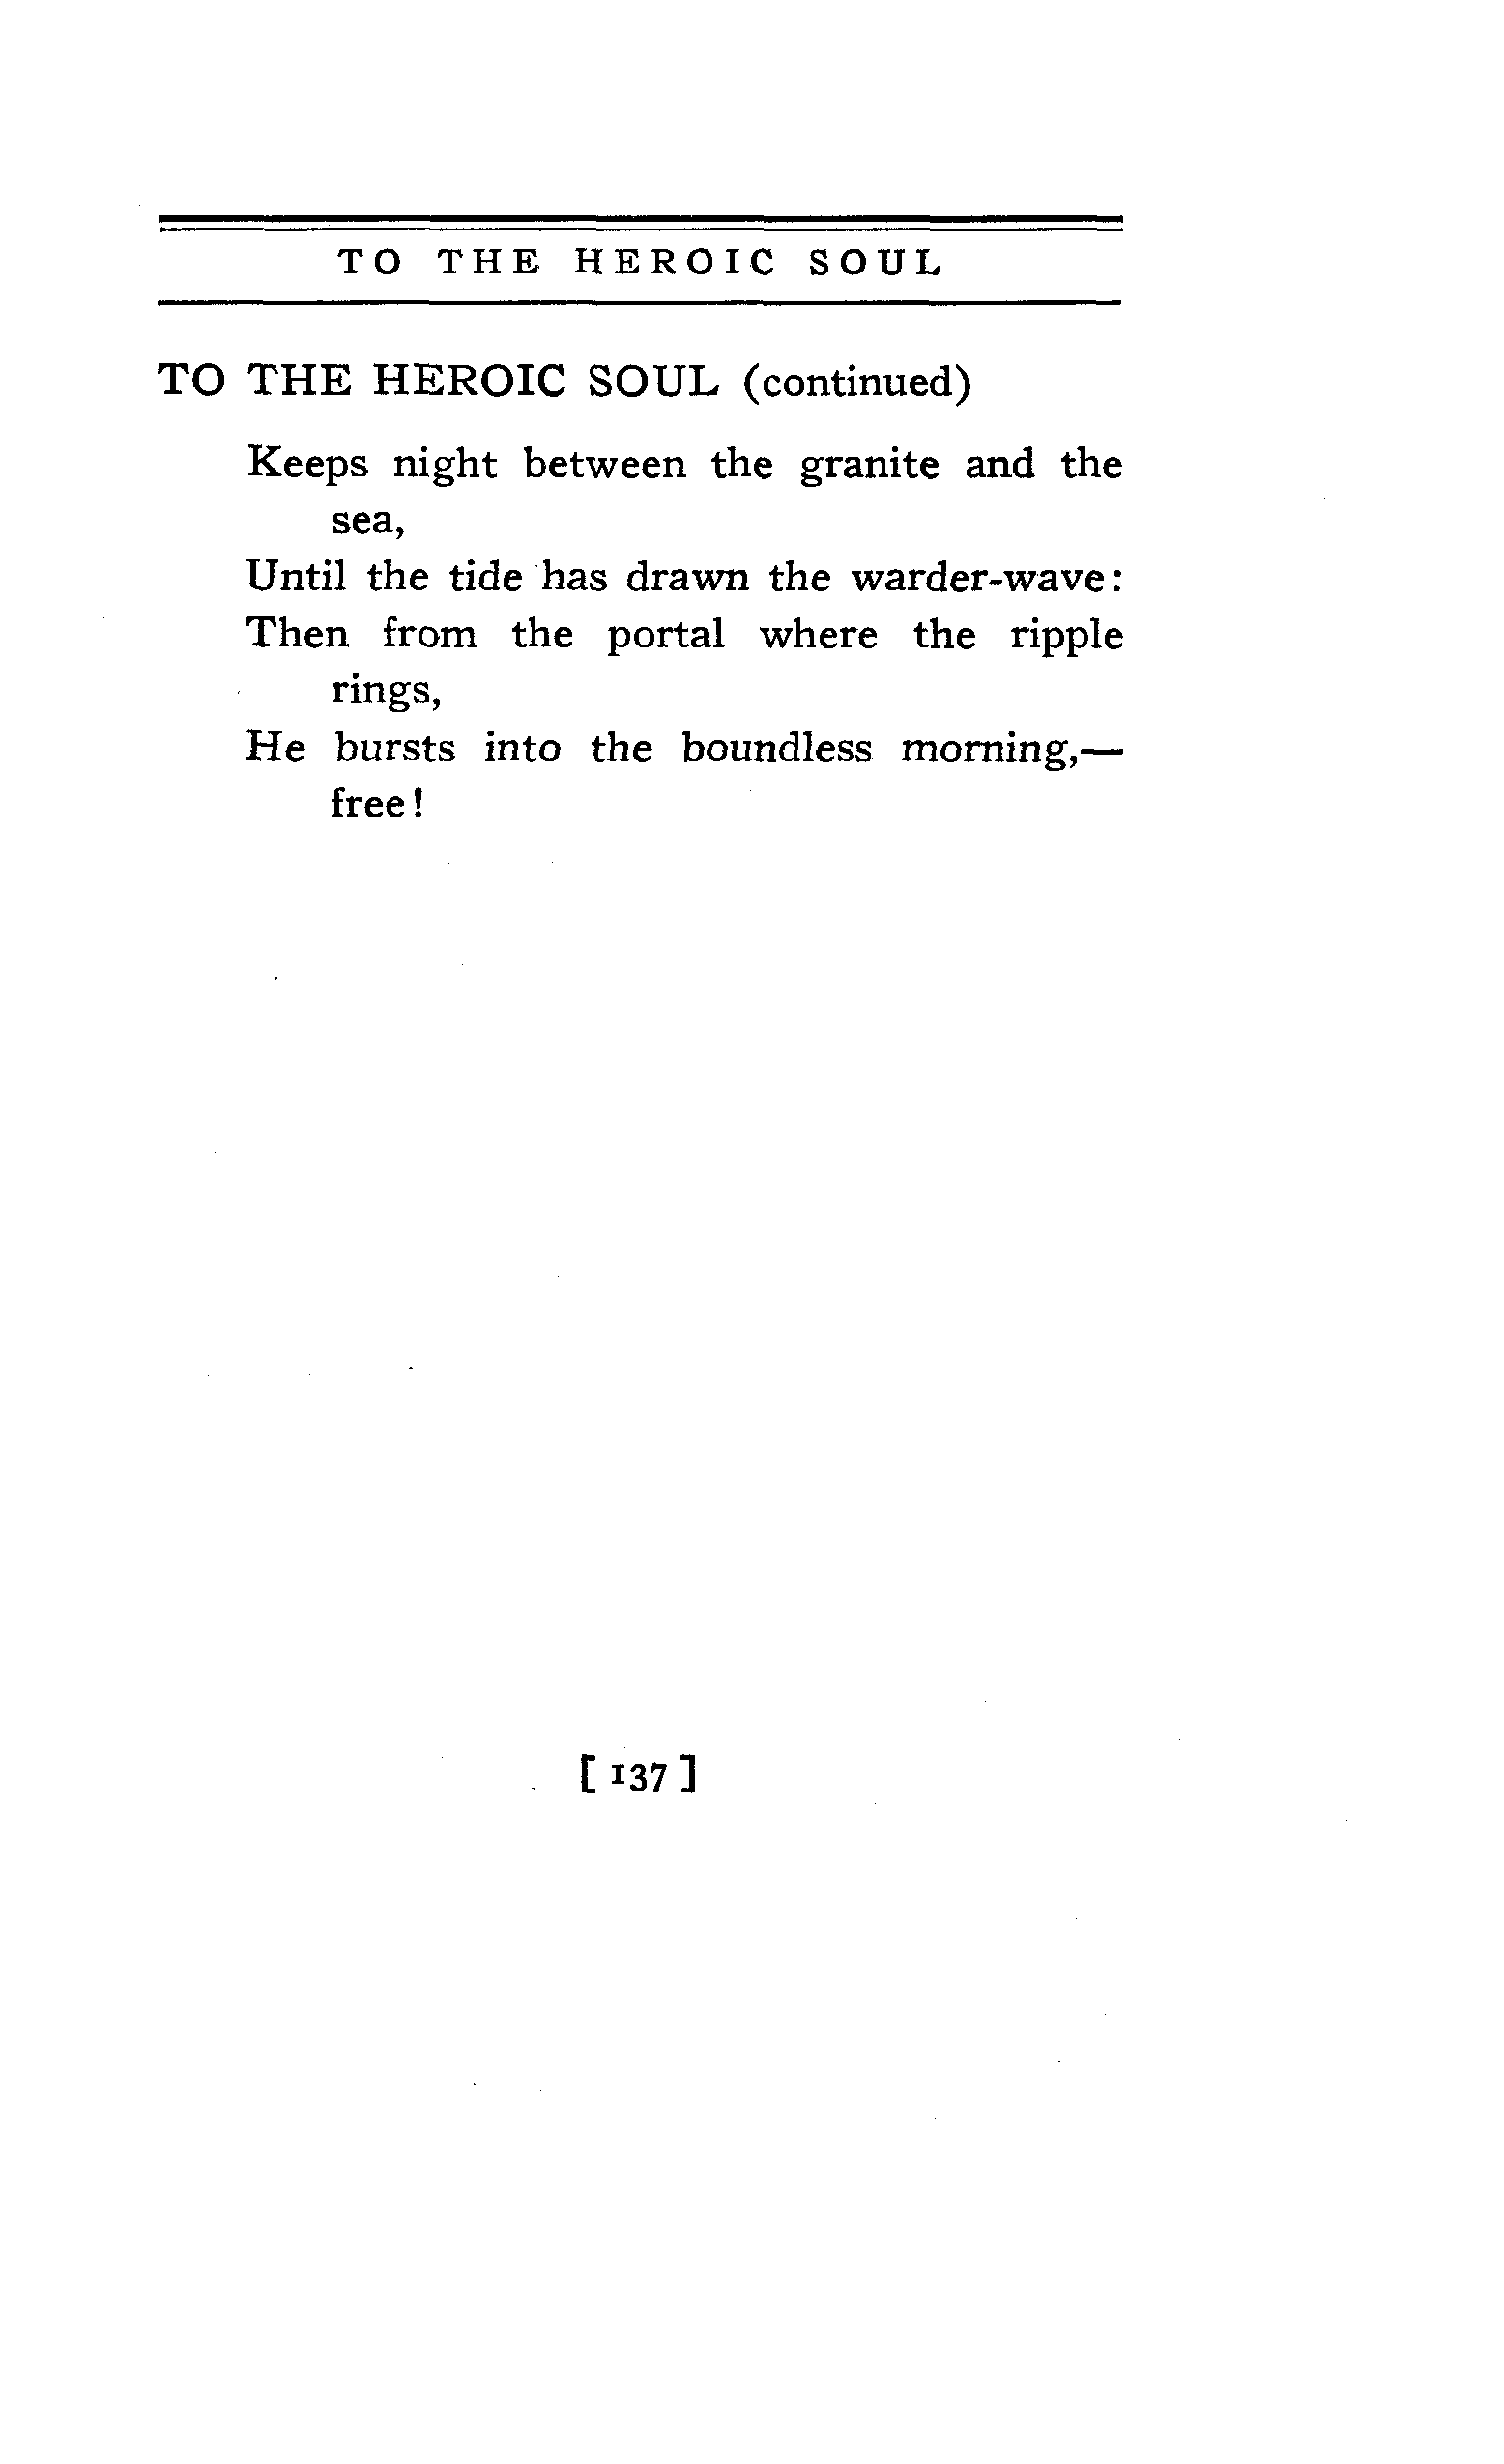 TO THE HEROIC SOUL
TO THE HEROIC SOUL (continued)
Keeps night between the granite and the
sea,
Until the tide has drawn the warder-wave:
Then from the portal where the ripple
rings,
He bursts into the boundless morning,—
free!
[ 137 ]